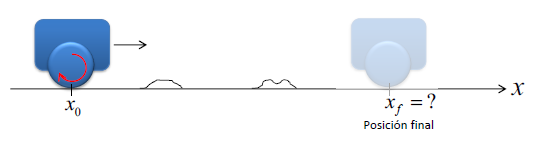 x
x₀
x_f = ?
Posición final